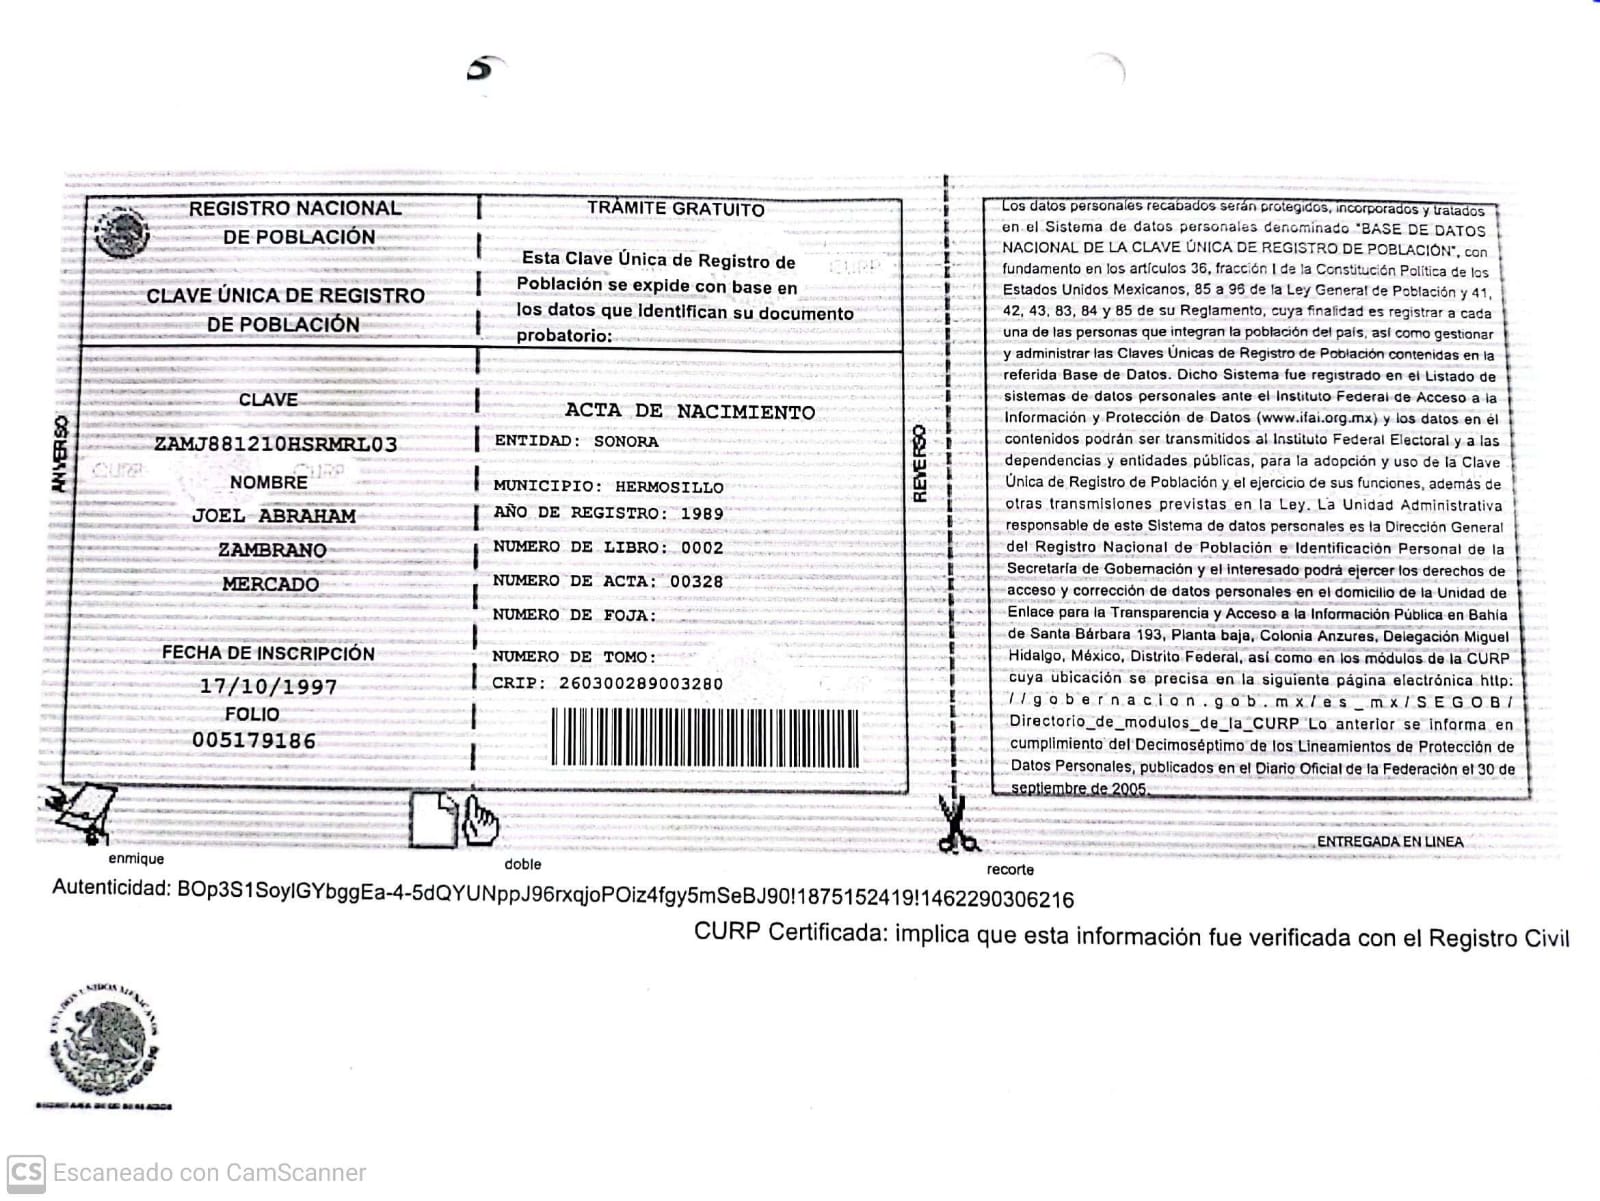 REGISTRO NACIONAL
DE POBLACIÓN
CLAVE ÚNICA DE REGISTRO
DE POBLACIÓN
TRÁMITE GRATUITO
Esta Clave Única de Registro de
Población se expide con base en
los datos que identifican su documento
probatorio:
ANVERSO
CLAVE
ZAMJ881210HSRMRL03
CURP CURP
NOMBRE
JOEL ABRAHAM
ZAMBRANO
MERCADO
FECHA DE INSCRIPCIÓN
17/10/1997
FOLIO
005179186
CURP
ACTA DE NACIMIENTO
ENTIDAD: SONORA
MUNICIPIO: HERMOSILLO
AÑO DE REGISTRO: 1989
NUMERO DE LIBRO: 0002
NUMERO DE ACTA: 00328
NUMERO DE FOJA:
NUMERO DE TOMO:
CRIP: 260300289003280
REVERSO
Los datos personales recabados serán protegidos, incorporados y tratados
en el Sistema de datos personales denominado "BASE DE DATOS
NACIONAL DE LA CLAVE ÚNICA DE REGISTRO DE POBLACIÓN", con
fundamento en los artículos 36, fracción I de la Constitución Política de los
Estados Unidos Mexicanos, 85 a 96 de la Ley General de Población y 41,
42, 43, 83, 84 y 85 de su Reglamento, cuya finalidad es registrar a cada
una de las personas que integran la población del país, así como gestionar
y administrar las Claves Únicas de Registro de Población contenidas en la
referida Base de Datos. Dicho Sistema fue registrado en el Listado de
sistemas de datos personales ante el Instituto Federal de Acceso a la
Información y Protección de Datos (www.ifai.org.mx) y los datos en él
contenidos podrán ser transmitidos al Instituto Federal Electoral y a las
dependencias y entidades públicas, para la adopción y uso de la Clave
Única de Registro de Población y el ejercicio de sus funciones, además de
otras transmisiones previstas en la Ley. La Unidad Administrativa
responsable de este Sistema de datos personales es la Dirección General
del Registro Nacional de Población e Identificación Personal de la
Secretaría de Gobernación y el interesado podrá ejercer los derechos de
acceso y corrección de datos personales en el domicilio de la Unidad de
Enlace para la Transparencia y Acceso a la Información Pública en Bahía
de Santa Bárbara 193, Planta baja, Colonia Anzures, Delegación Miguel
Hidalgo, México, Distrito Federal, así como en los módulos de la CURP
cuya ubicación se precisa en la siguiente página electrónica http:
//gobernacion.gob.mx/es_mx/SEGOB/
Directorio_de_modulos_de_la_CURP Lo anterior se informa en
cumplimiento del Decimoséptimo de los Lineamientos de Protección de
Datos Personales, publicados en el Diario Oficial de la Federación el 30 de
septiembre de 2005.
ENTREGADA EN LINEA
enmique
doble
recorte
Autenticidad: BOp3S1SoyIGYbggEa-4-5dQYUNppJ96rxqjoPOiz4fgy5mSeBJ90!1875152419!1462290306216
CURP Certificada: implica que esta información fue verificada con el Registro Civil
ESTADOS UNIDOS MEXICANOS
CS Escaneado con CamScanner